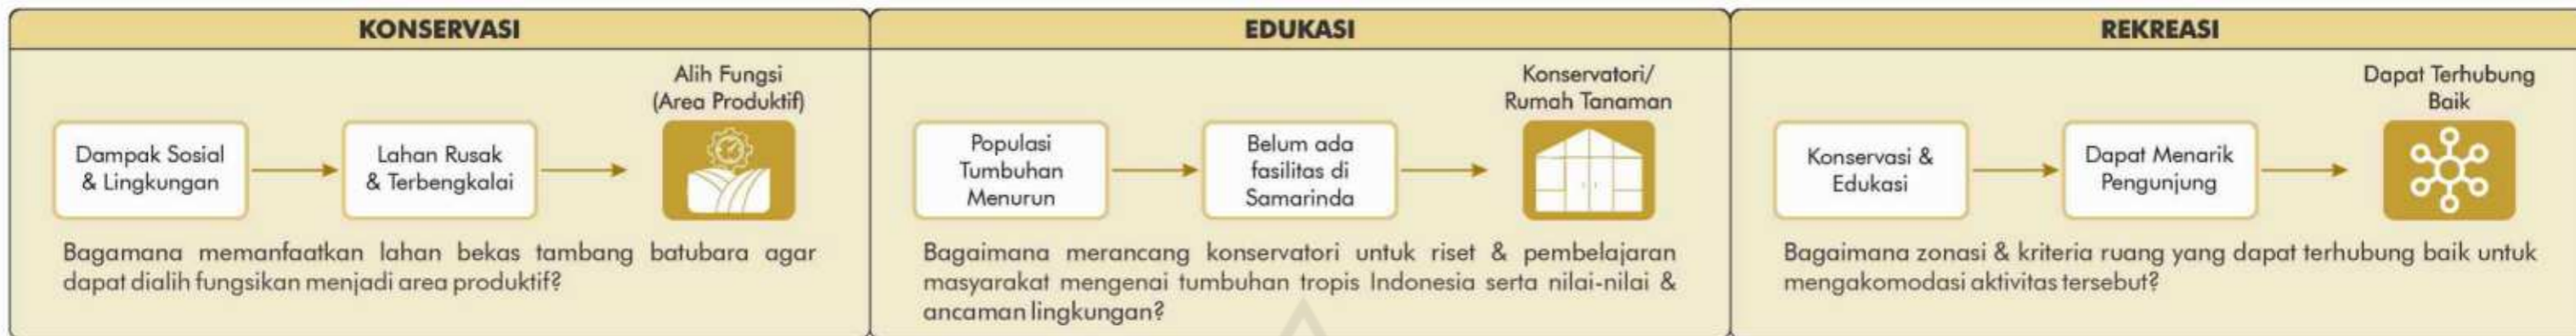 KONSERVASI
Dampak Sosial
& Lingkungan
Lahan Rusak
& Terbengkalai
Alih Fungsi
(Area Produktif)
Bagamana memanfaatkan lahan bekas tambang batubara agar
dapat dialih fungsikan menjadi area produktif?
EDUKASI
Populasi
Tumbuhan
Menurun
Belum ada
fasilitas di
Samarinda
Konservatori/
Rumah Tanaman
Bagaimana merancang konservatori untuk riset & pembelajaran
masyarakat mengenai tumbuhan tropis Indonesia serta nilai-nilai &
ancaman lingkungan?
REKREASI
Konservasi &
Edukasi
Dapat Menarik
Pengunjung
Dapat Terhubung
Baik
Bagaimana zonasi & kriteria ruang yang dapat terhubung baik untuk
mengakomodasi aktivitas tersebut?